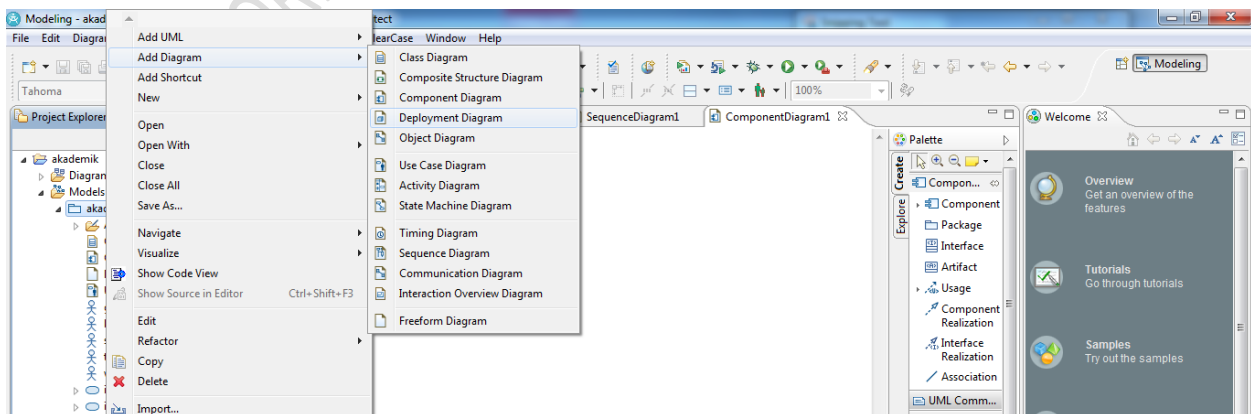 Modeling - akad
tect
File Edit Diagra
learCase Window Help
Modeling
Tahoma
100%
Project Explorer
akademik
Diagran
Models
akad
Add UML
Add Diagram
Add Shortcut
New
Open
Open With
Close
Close All
Save As...
Navigate
Visualize
Show Code View
Show Source in Editor Ctrl+Shift+F3
Edit
Refactor
Copy
Delete
Import...
Class Diagram
Composite Structure Diagram
Component Diagram
Deployment Diagram
Object Diagram
Use Case Diagram
Activity Diagram
State Machine Diagram
Timing Diagram
Sequence Diagram
Communication Diagram
Interaction Overview Diagram
Freeform Diagram
SequenceDiagram1
ComponentDiagram1
Palette
Create
Explore
Compon...
Component
Package
Interface
Artifact
Usage
Component
Realization
Interface
Realization
Association
UML Comm...
Welcome
Overview
Get an overview of the
features
Tutorials
Go through tutorials
Samples
Try out the samples